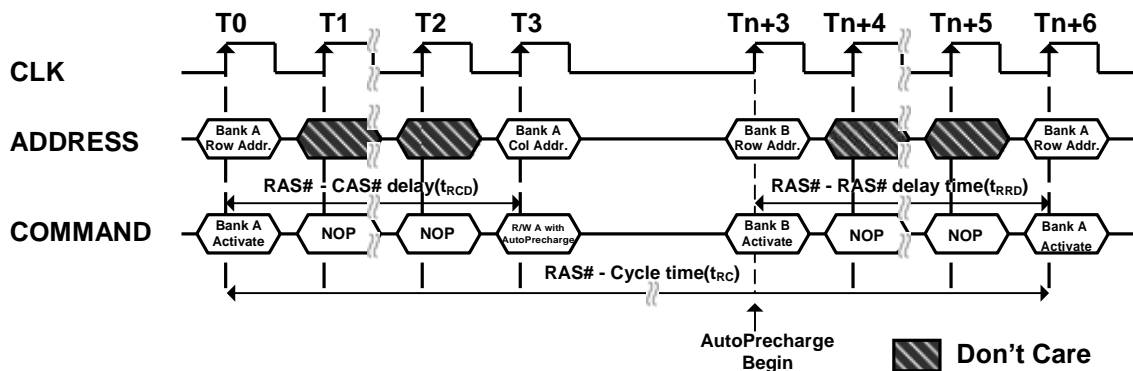 T0 T1 T2 T3 Tn+3 Tn+4 Tn+5 Tn+6
CLK
ADDRESS
Bank A
Row Addr.
Bank A
Col Addr.
Bank B
Row Addr.
Bank A
Row Addr.
RAS# - CAS# delay(tRCD)
RAS# - RAS# delay time(tRRD)
COMMAND
Bank A
Activate
NOP
NOP
R/W A with
AutoPrecharge
Bank B
Activate
NOP
NOP
Bank A
Activate
RAS# - Cycle time(tRC)
AutoPrecharge
Begin
Don't Care